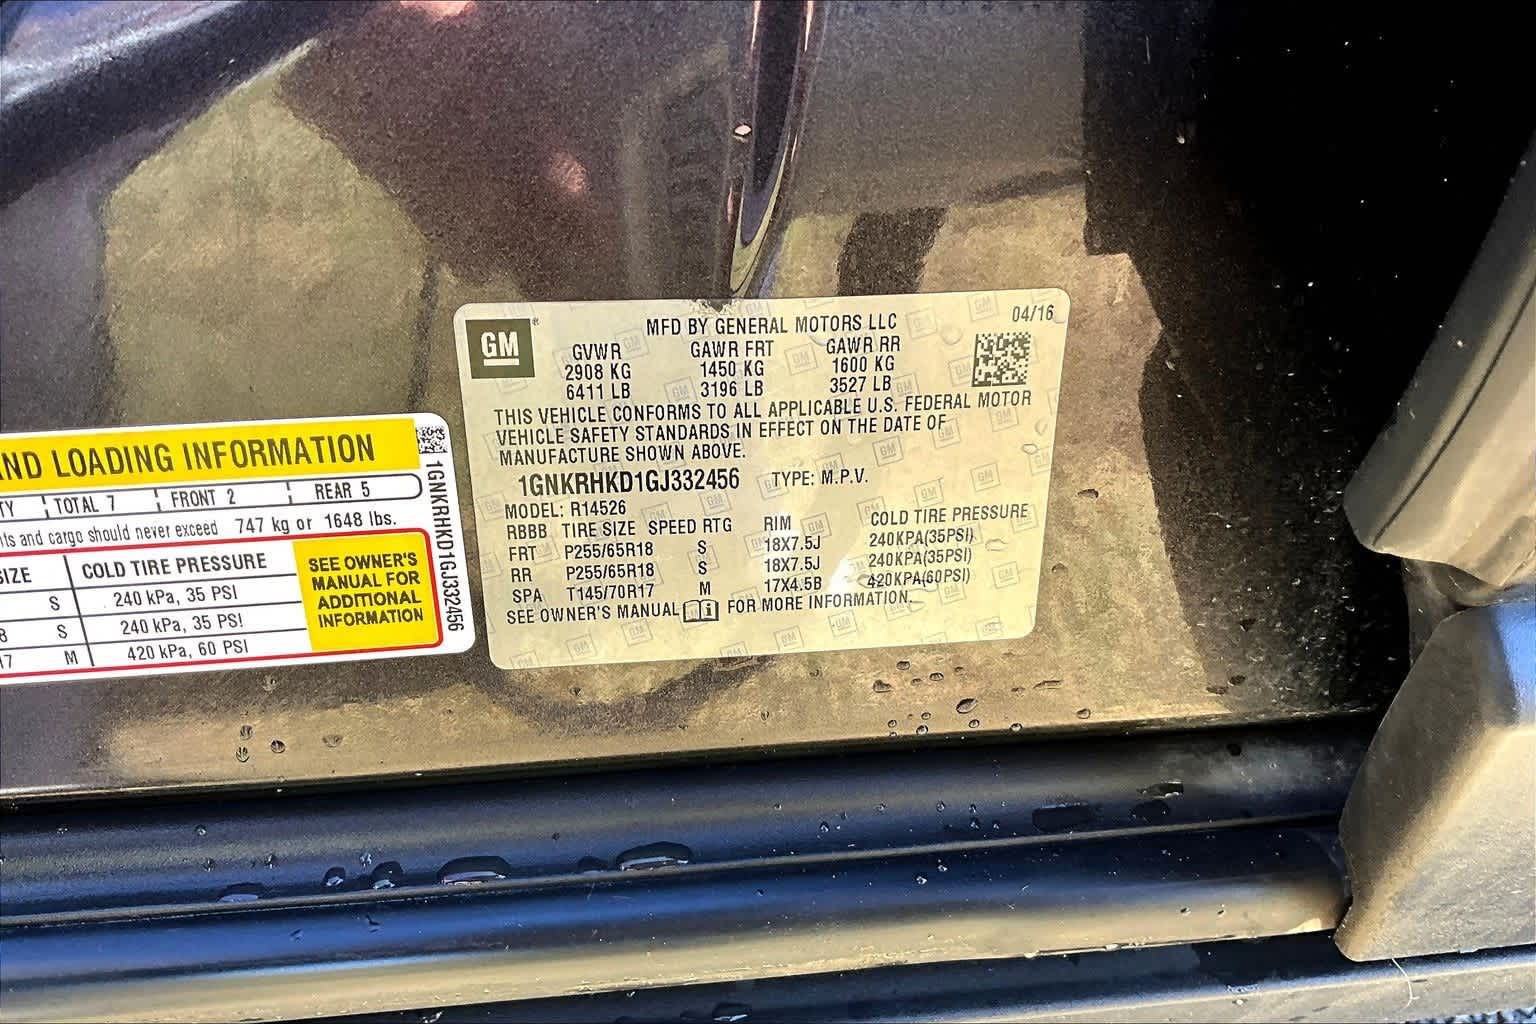 GM
MFD BY GENERAL MOTORS LLC
04/16
GVWR GAWR FRT GAWR RR
2908 KG 1450 KG 1600 KG
6411 LB 3196 LB 3527 LB
THIS VEHICLE CONFORMS TO ALL APPLICABLE U.S. FEDERAL MOTOR
VEHICLE SAFETY STANDARDS IN EFFECT ON THE DATE OF
MANUFACTURE SHOWN ABOVE.
1GNKRHKD1GJ332456 TYPE: M.P.V.
MODEL: R14526
RBBB TIRE SIZE SPEED RTG RIM COLD TIRE PRESSURE
FRT P255/65R18 S 18X7.5J 240KPA(35PSI)
RR P255/65R18 S 18X7.5J 240KPA(35PSI)
SPA T145/70R17 M 17X4.5B 420KPA(60PSI)
SEE OWNER'S MANUAL FOR MORE INFORMATION.
ND LOADING INFORMATION
TY TOTAL 7 FRONT 2 REAR 5
nts and cargo should never exceed 747 kg or 1648 lbs.
SIZE COLD TIRE PRESSURE
S 240 kPa, 35 PSI
8 S 240 kPa, 35 PSI
17 M 420 kPa, 60 PSI
SEE OWNER'S
MANUAL FOR
ADDITIONAL
INFORMATION
1GNKRHKD1GJ332456